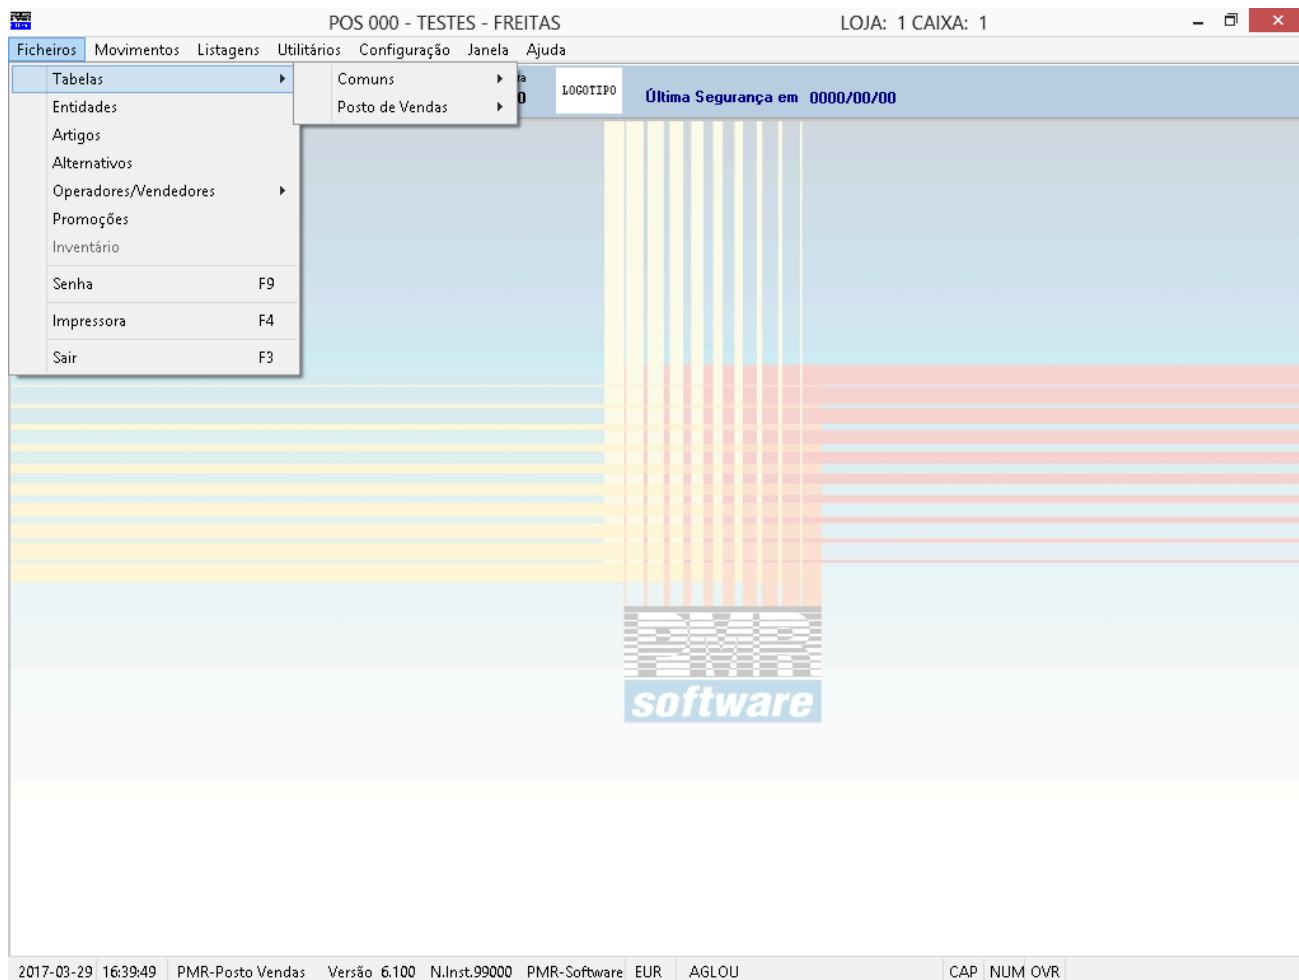 POS 000 - TESTES - FREITAS LOJA: 1 CAIXA: 1
Ficheiros Movimentos Listagens Utilitários Configuração Janela Ajuda
Tabelas
Comuns
LOGOTIPO
Última Segurança em 0000/00/00
Entidades
Posto de Vendas
Artigos
Alternativos
Operadores/Vendedores
Promoções
Inventário
Senha F9
Impressora F4
Sair F3
PMR
software
2017-03-29 16:39:49 PMR-Posto Vendas Versão 6.100 N.Inst.99000 PMR-Software EUR AGLOU CAP NUM OVR